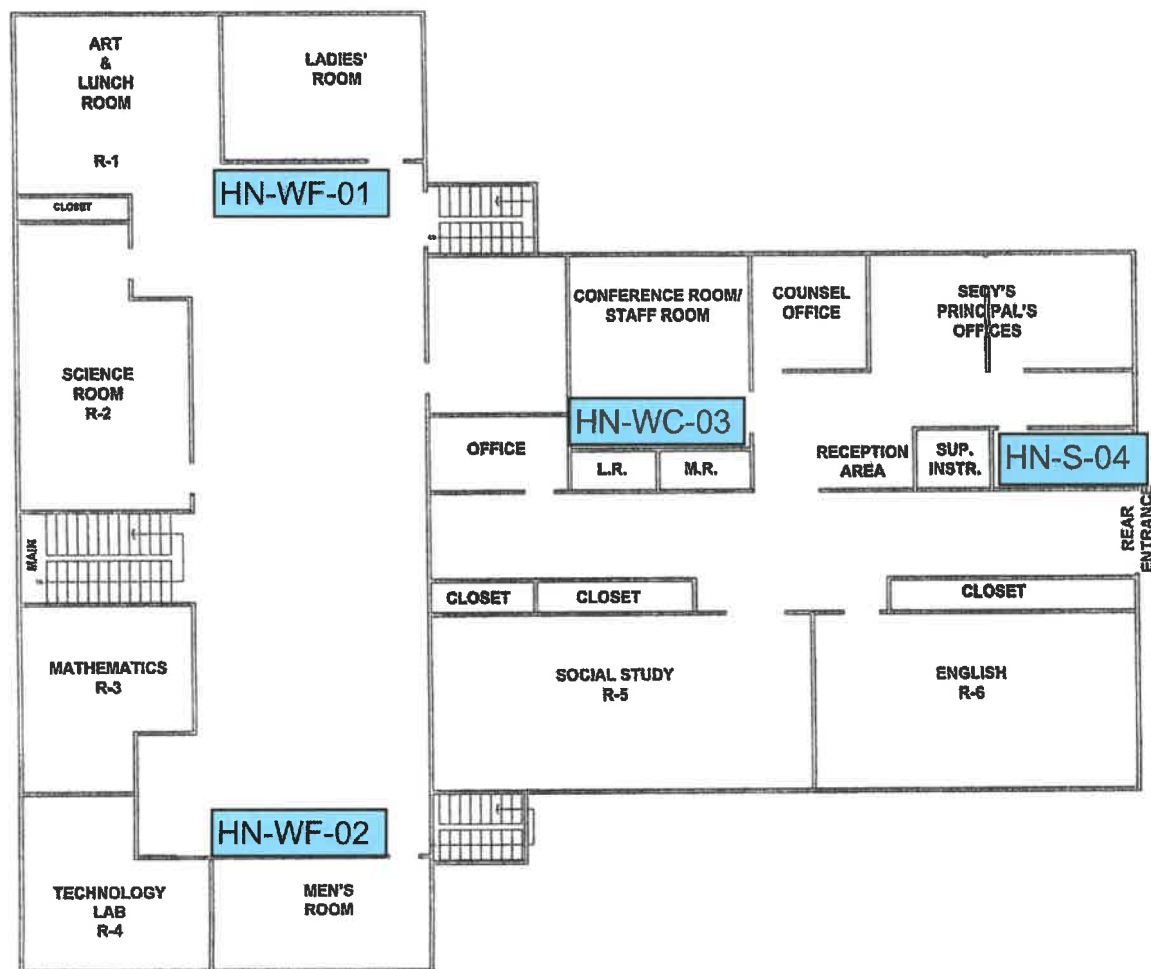 ART
&
LUNCH
ROOM
R-1
LADIES'
ROOM
HN-WF-01
CLOSET
CONFERENCE ROOM/
STAFF ROOM
COUNSEL
OFFICE
SECY'S
PRINCIPAL'S
OFFICES
SCIENCE
ROOM
R-2
HN-WC-03
OFFICE
L.R.
M.R.
RECEPTION
AREA
SUP.
INSTR.
HN-S-04
REAR
ENTRANCE
MAIN
CLOSET
CLOSET
CLOSET
MATHEMATICS
R-3
SOCIAL STUDY
R-5
ENGLISH
R-6
HN-WF-02
TECHNOLOGY
LAB
R-4
MEN'S
ROOM